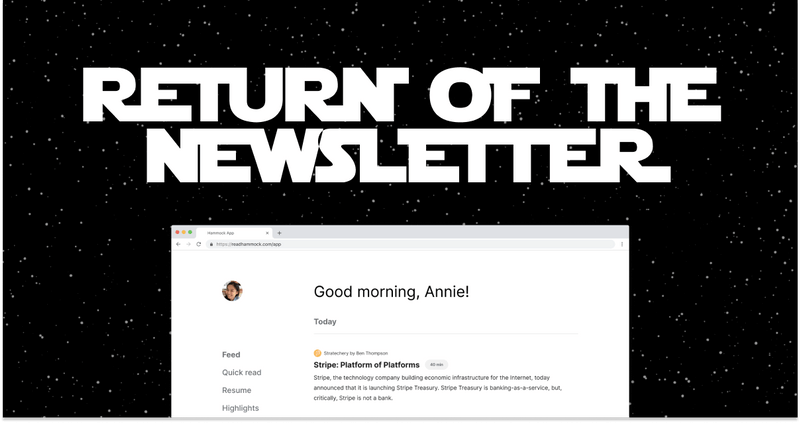 RETURN OF THE
NEWSLETTER
Hammock App
https://readhammock.com/app
Good morning, Annie!
Today
Stratechery by Ben Thompson
Feed
Stripe: Platform of Platforms
40 min
Quick read
Stripe, the technology company building economic infrastructure for the Internet, today
announced that it is launching Stripe Treasury. Stripe Treasury is banking-as-a-service, but,
Resume
critically, Stripe is not a bank.
Highlights